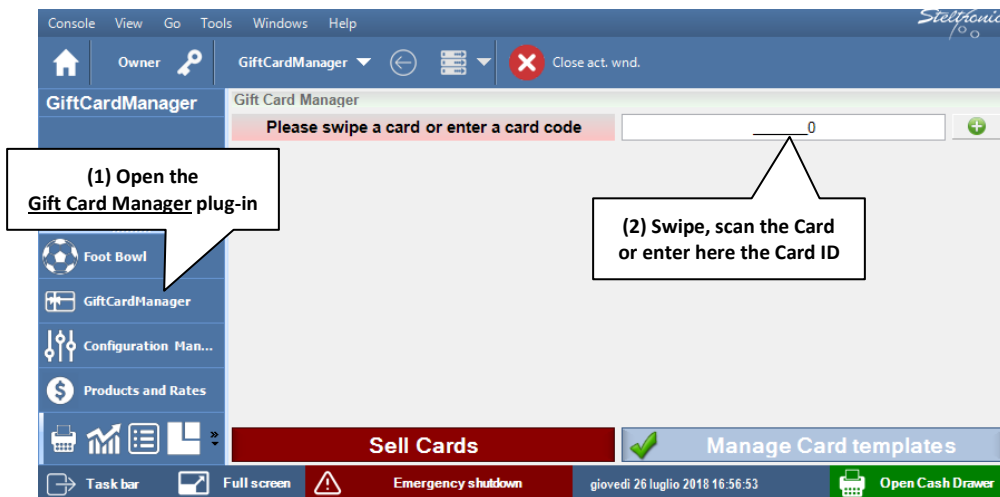 Console View Go Tools Windows Help
Steltronic
Owner GiftCardManager Close act. wnd.
GiftCardManager
Gift Card Manager
Please swipe a card or enter a card code
______0
(1) Open the
Gift Card Manager plug-in
(2) Swipe, scan the Card
or enter here the Card ID
Foot Bowl
GiftCardManager
Configuration Man...
Products and Rates
»
Sell Cards
Manage Card templates
Task bar Full screen Emergency shutdown giovedì 26 luglio 2018 16:56:53 Open Cash Drawer